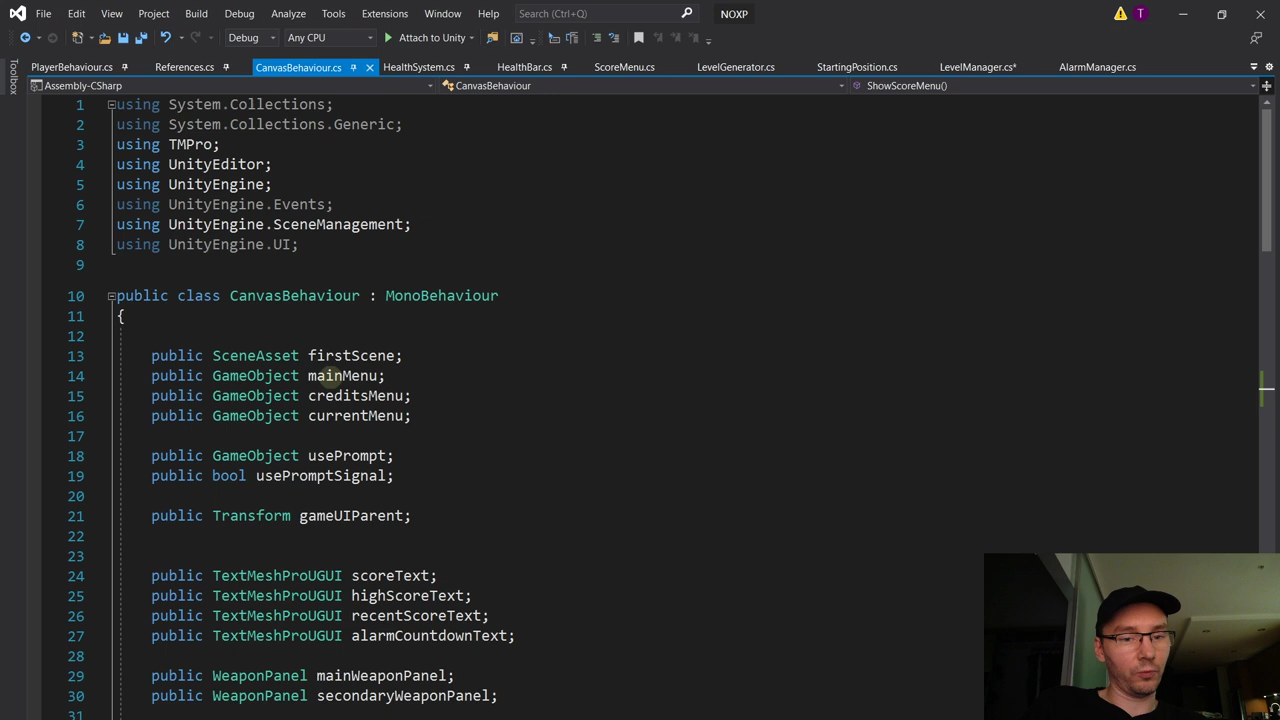 File Edit View Project Build Debug Analyze Tools Extensions Window Help Search (Ctrl+Q) NOXP T
Debug Any CPU Attach to Unity
PlayerBehaviour.cs References.cs CanvasBehaviour.cs HealthSystem.cs HealthBar.cs ScoreMenu.cs LevelGenerator.cs StartingPosition.cs LevelManager.cs* AlarmManager.cs
Toolbox
Assembly-CSharp CanvasBehaviour ShowScoreMenu()
1 using System.Collections;
2 using System.Collections.Generic;
3 using TMPro;
4 using UnityEditor;
5 using UnityEngine;
6 using UnityEngine.Events;
7 using UnityEngine.SceneManagement;
8 using UnityEngine.UI;
9
10 public class CanvasBehaviour : MonoBehaviour
11 {
12
13 public SceneAsset firstScene;
14 public GameObject mainMenu;
15 public GameObject creditsMenu;
16 public GameObject currentMenu;
17
18 public GameObject usePrompt;
19 public bool usePromptSignal;
20
21 public Transform gameUIParent;
22
23
24 public TextMeshProUGUI scoreText;
25 public TextMeshProUGUI highScoreText;
26 public TextMeshProUGUI recentScoreText;
27 public TextMeshProUGUI alarmCountdownText;
28
29 public WeaponPanel mainWeaponPanel;
30 public WeaponPanel secondaryWeaponPanel;
31